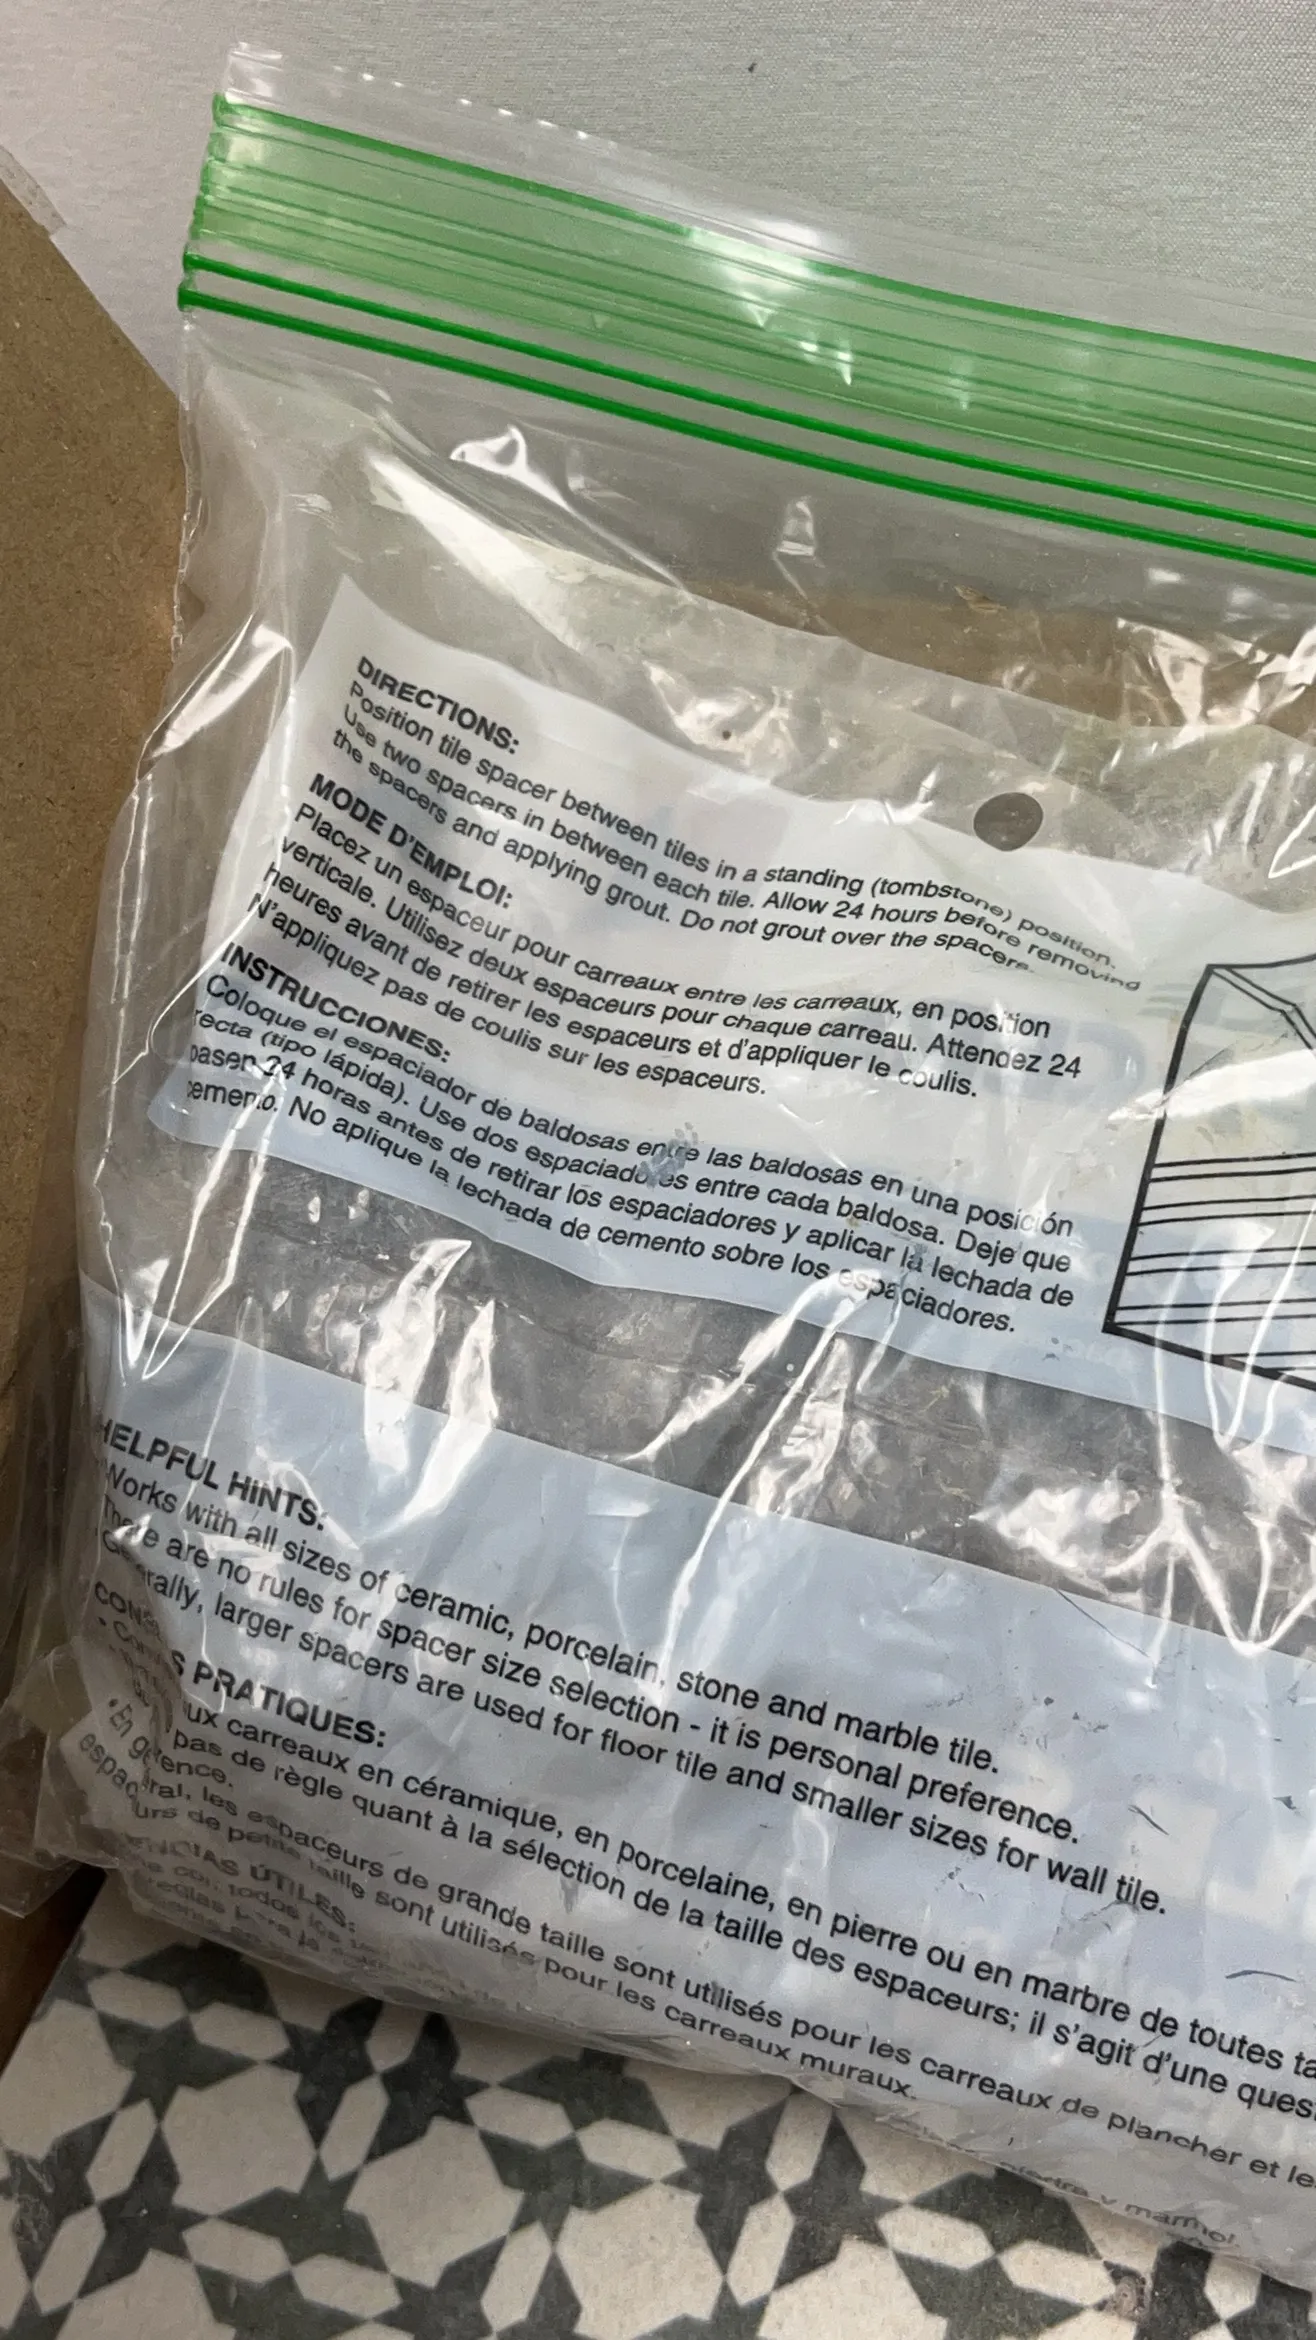 DIRECTIONS:
Position tile spacer between tiles in a standing (tombstone) position.
Use two spacers in between each tile. Allow 24 hours before removing
the spacers and applying grout. Do not grout over the spacers.
MODE D'EMPLOI:
Placez un espaceur pour carreaux entre les carreaux, en position
verticale. Utilisez deux espaceurs pour chaque carreau. Attendez 24
heures avant de retirer les espaceurs et d'appliquer le coulis.
N'appliquez pas de coulis sur les espaceurs.
INSTRUCCIONES:
Coloque el espaciador de baldosas entre las baldosas en una posición
recta (tipo lápida). Use dos espaciadores entre cada baldosa. Deje que
pasen 24 horas antes de retirar los espaciadores y aplicar la lechada de
cemento. No aplique la lechada de cemento sobre los espaciadores.
HELPFUL HINTS:
Works with all sizes of ceramic, porcelain, stone and marble tile.
There are no rules for spacer size selection - it is personal preference.
Generally, larger spacers are used for floor tile and smaller sizes for wall tile.
PRATIQUES:
carreaux en céramique, en porcelaine, en pierre ou en marbre de toutes
pas de règle quant à la sélection de la taille des espaceurs; il s'agit d'une
• En les espaceurs de grande taille sont utilisés pour les carreaux de plancher et
de petite taille sont utilisés pour les carreaux muraux.
ÚTILES:
todos
y marmol